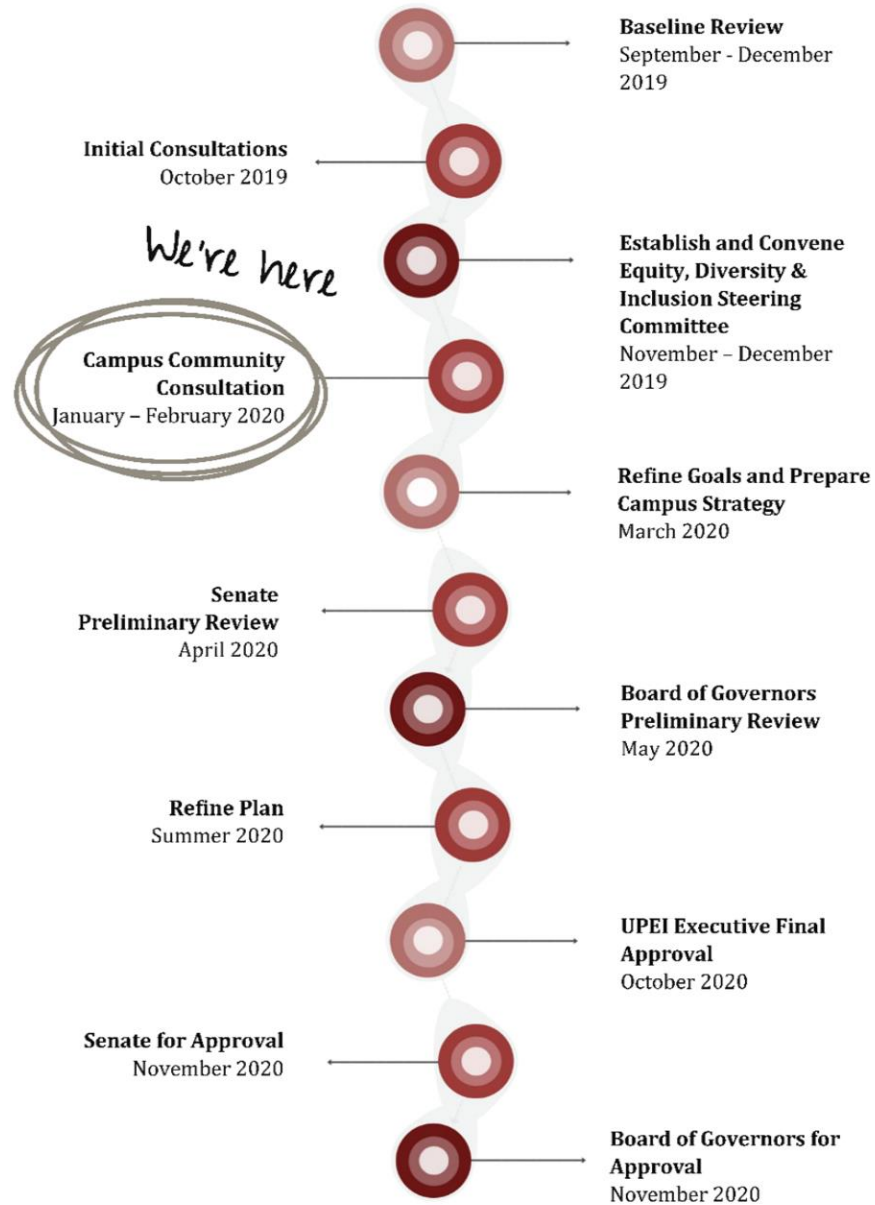 Baseline Review
September - December
2019
Initial Consultations
October 2019
We're here
Establish and Convene
Equity, Diversity &
Inclusion Steering
Committee
November – December
2019
Campus Community
Consultation
January – February 2020
Refine Goals and Prepare
Campus Strategy
March 2020
Senate
Preliminary Review
April 2020
Board of Governors
Preliminary Review
May 2020
Refine Plan
Summer 2020
UPEI Executive Final
Approval
October 2020
Senate for Approval
November 2020
Board of Governors for
Approval
November 2020